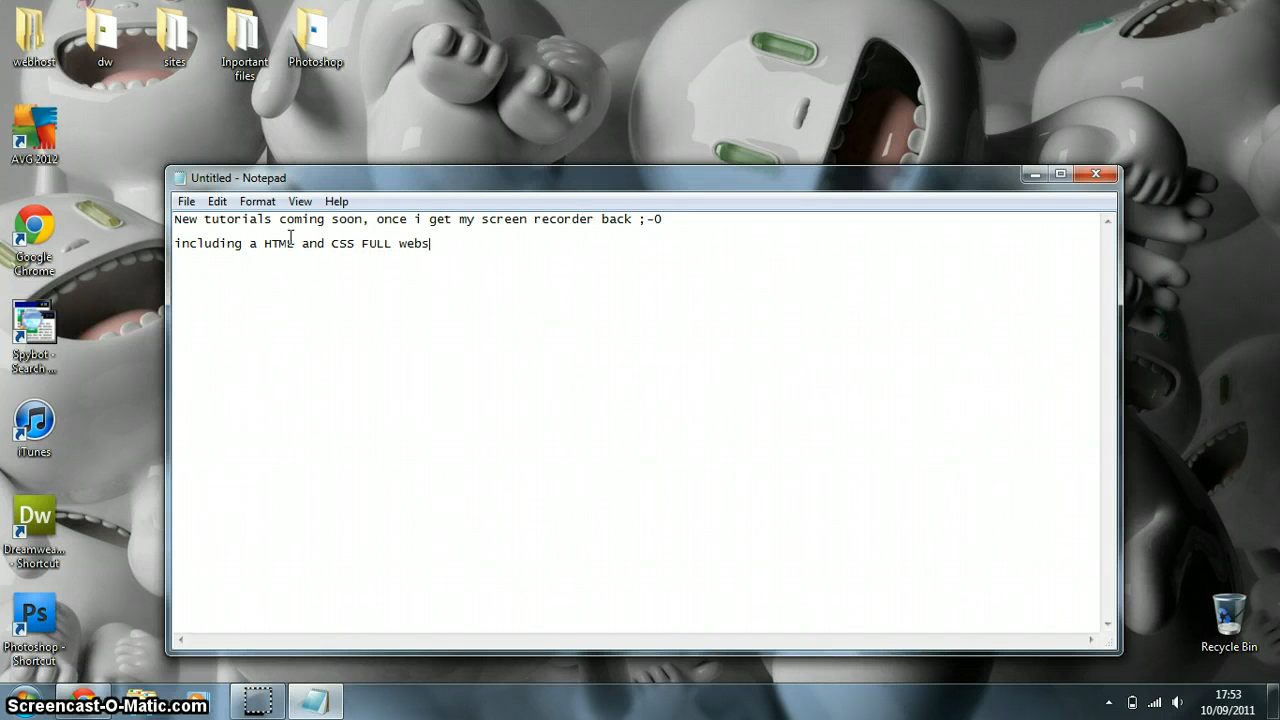 webhost
dw
sites
Inportant
files
Photoshop
AVG 2012
Google
Chrome
Spybot -
Search ...
iTunes
Dw
Dreamwea...
- Shortcut
Ps
Photoshop -
Shortcut
Untitled - Notepad
File Edit Format View Help
New tutorials coming soon, once i get my screen recorder back ;-O
including a HTML and CSS FULL webs
Recycle Bin
Screencast-O-Matic.com
17:53
10/09/2011